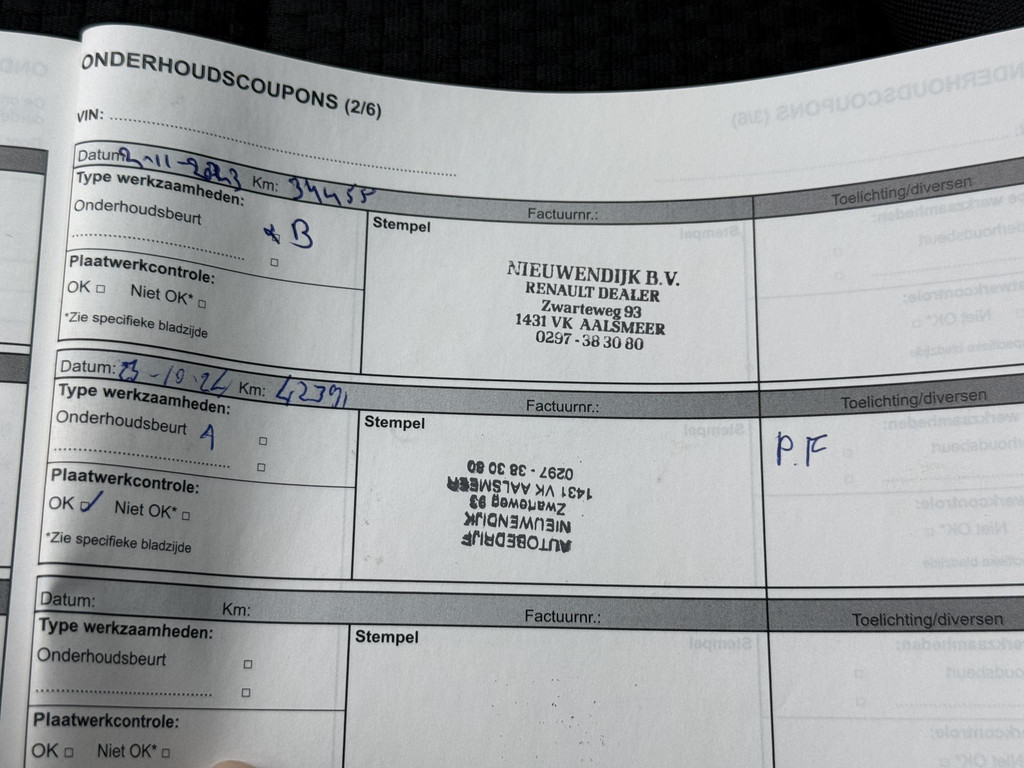 ONDERHOUDSCOUPONS (2/6)
VIN:
Datum: 2-11-2023 Km: 34455 Factuurnr.: Toelichting/diversen
Type werkzaamheden:
Onderhoudsbeurt B
Plaatwerkcontrole:
OK Niet OK*
*Zie specifieke bladzijde
Stempel
NIEUWENDIJK B.V.
RENAULT DEALER
Zwarteweg 93
1431 VK AALSMEER
0297-38 30 80
Datum: 23-10-24 Km: 42391 Factuurnr.: Toelichting/diversen
Type werkzaamheden:
Onderhoudsbeurt A
Plaatwerkcontrole:
OK ✓ Niet OK*
*Zie specifieke bladzijde
Stempel
AUTOBEDRIJF
NIEUWENDIJK
Zwarteweg 93
1431 VK AALSMEER
0297 - 38 30 80
P.F
Datum: Km: Factuurnr.: Toelichting/diversen
Type werkzaamheden:
Onderhoudsbeurt
Plaatwerkcontrole:
OK Niet OK*
Stempel